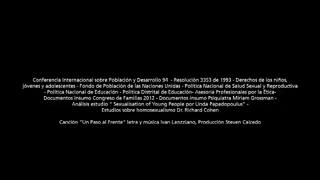 Conferencia Internacional sobre Población y Desarrollo 94 - Resolución 3353 de 1993 - Derechos de los niños,
jóvenes y adolescentes - Fondo de Población de las Naciones Unidas - Política Nacional de Salud Sexual y Reproductiva
- Política Nacional de Educación - Política Distrital de Educación- Asesoria Profesionales por la Etica-
Documentos insumo Congreso de Familias 2012 - Documentos insumo Psiquiatra Miriam Grossman -
Análisis estudio " Sexualisation of Young People por Linda Papadopoulus" -
Estudios sobre homosexualismo Dr. Richard Cohen
Canción "Un Paso al Frente" letra y música Ivan Lanziano, Producción Steven Caicedo